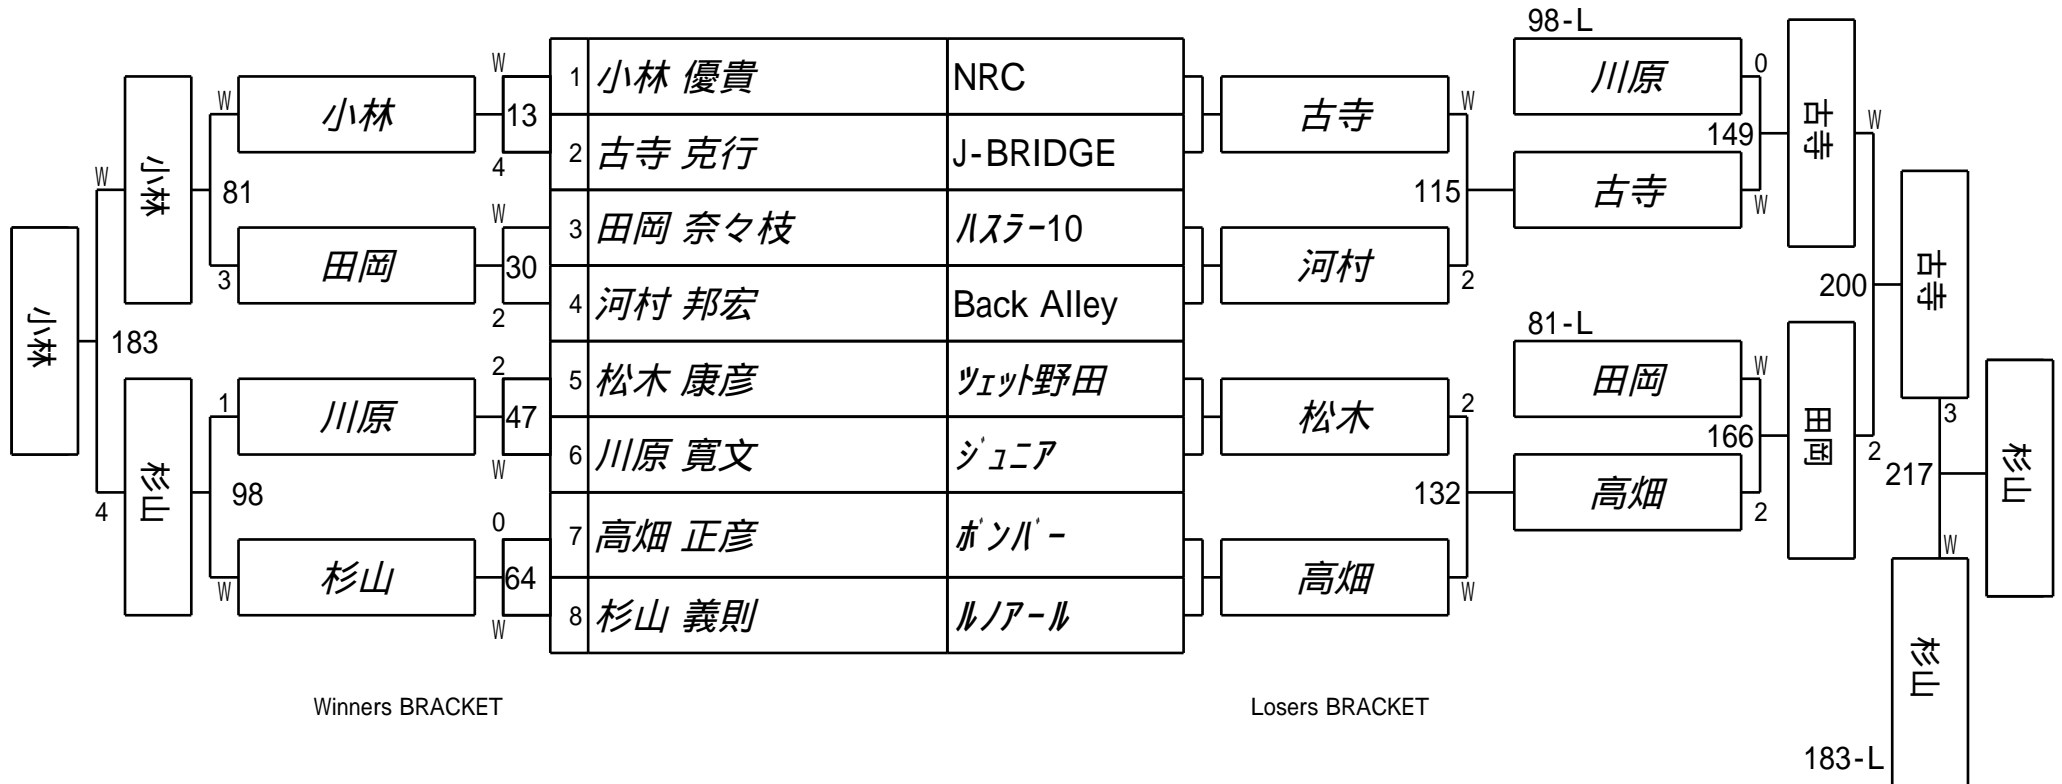 98-L
W
1 小林 優貴 NRC
0
W
小林
13
古寺
W
川原
小林
4
2 古寺 克行 J-BRIDGE
149
古寺
W
W
81
W
3 田岡 奈々枝 ハスラー10
115
古寺
W
小林
3
田岡
30
河村
2
古寺
183
2
4 河村 邦宏 Back Alley
200
81-L
2
5 松木 康彦 ツェット野田
田岡
W
1
川原
47
松木
2
166
田岡
2
3
杉山
W
6 川原 寛文 ジュニア
高畑
2
217
杉山
4
98
132
0
7 高畑 正彦 ボンバー
W
杉山
64
高畑
W
W
W
8 杉山 義則 ルノアール
杉山
Winners BRACKET
Losers BRACKET
183-L